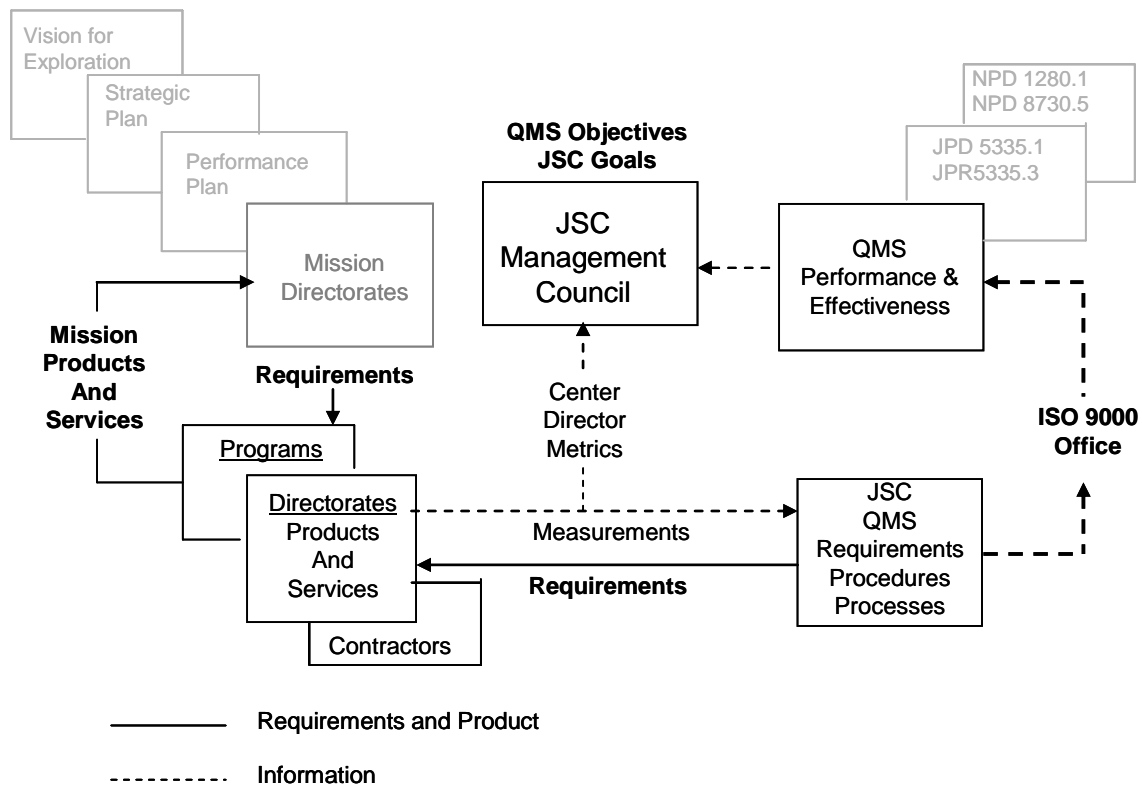 Vision for
Exploration
Strategic
Plan
Performance
Plan
Mission
Directorates
QMS Objectives
JSC Goals
JSC
Management
Council
NPD 1280.1
NPD 8730.5
JPD 5335.1
JPR5335.3
QMS
Performance &
Effectiveness
Mission
Products
And
Services
Requirements
Center
Director
Metrics
ISO 9000
Office
Programs
Directorates
Products
And
Services
Contractors
Measurements
Requirements
JSC
QMS
Requirements
Procedures
Processes
Requirements and Product
Information